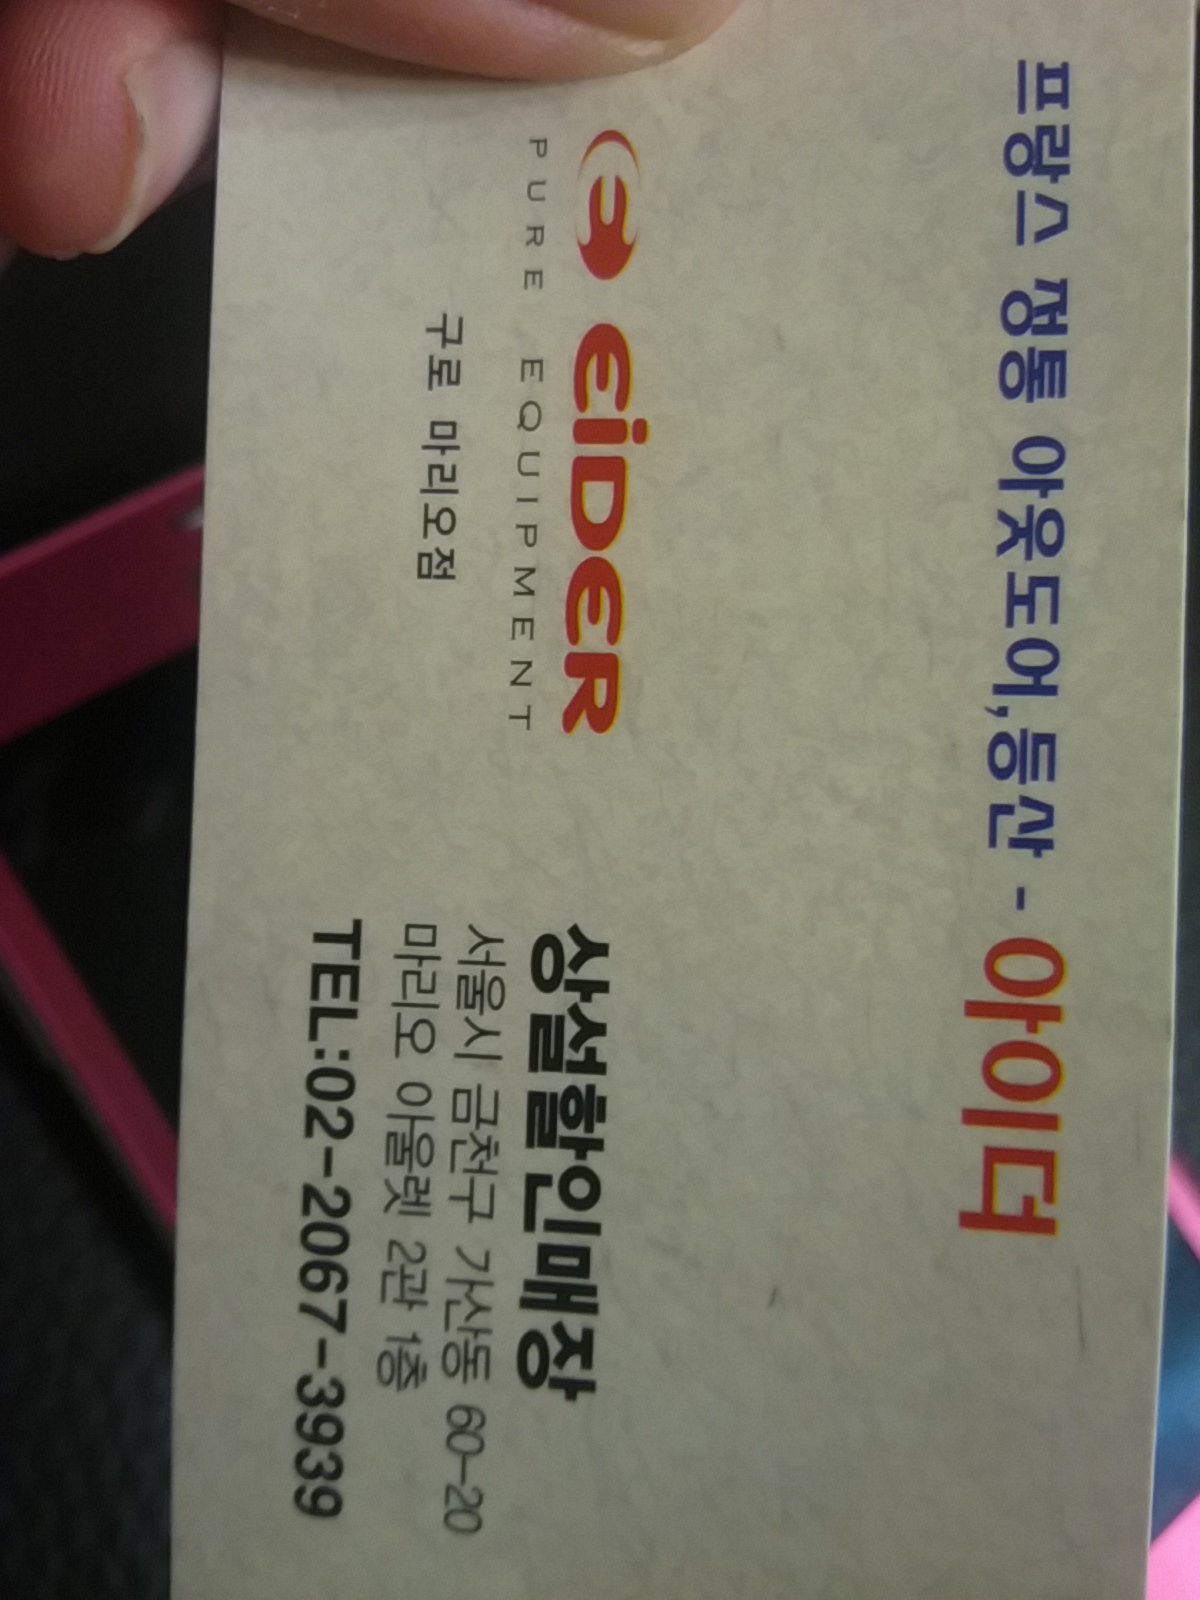 프랑스 정통 아웃도어,등산 - 아이더
EiDER
PURE EQUIPMENT
구로 마리오점
상설할인매장
서울시 금천구 가산동 60-20
마리오 아울렛 2관 1층
TEL:02-2067-3939